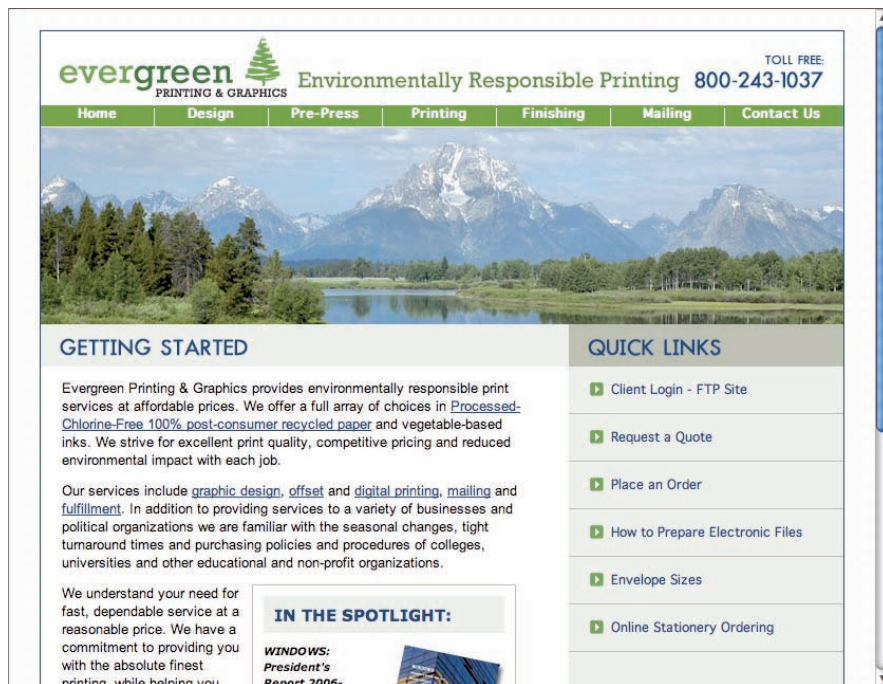 evergreen
PRINTING & GRAPHICS
Environmentally Responsible Printing
TOLL FREE:
800-243-1037
Home Design Pre-Press Printing Finishing Mailing Contact Us
GETTING STARTED
Evergreen Printing & Graphics provides environmentally responsible print
services at affordable prices. We offer a full array of choices in Processed-
Chlorine-Free 100% post-consumer recycled paper and vegetable-based
inks. We strive for excellent print quality, competitive pricing and reduced
environmental impact with each job.
Our services include graphic design, offset and digital printing, mailing and
fulfillment. In addition to providing services to a variety of businesses and
political organizations we are familiar with the seasonal changes, tight
turnaround times and purchasing policies and procedures of colleges,
universities and other educational and non-profit organizations.
We understand your need for
fast, dependable service at a
reasonable price. We have a
commitment to providing you
with the absolute finest
printing, while helping you
IN THE SPOTLIGHT:
WINDOWS:
President's
Report 2006-
WINDOWS
QUICK LINKS
Client Login - FTP Site
Request a Quote
Place an Order
How to Prepare Electronic Files
Envelope Sizes
Online Stationery Ordering